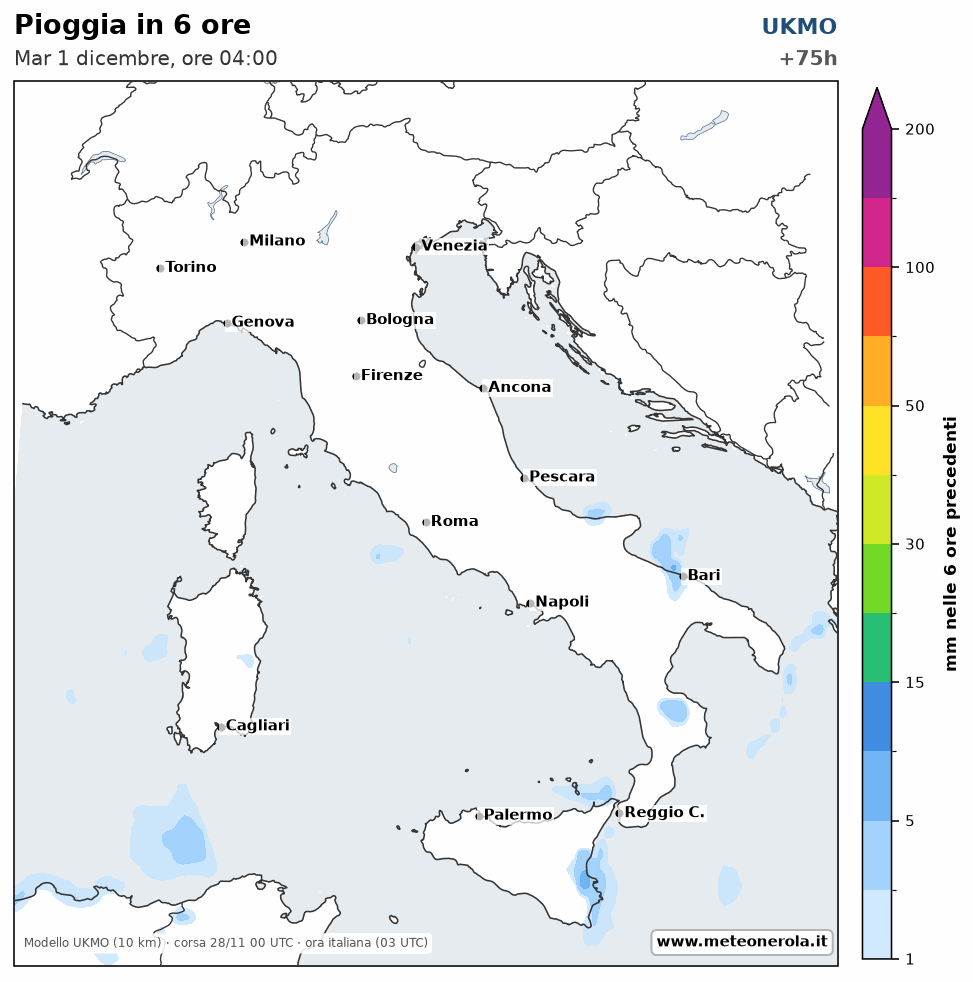 Pioggia in 6 ore
UKMO
Mar 1 dicembre, ore 04:00
+75h
200
100
50
30
15
5
1
mm nelle 6 ore precedenti
Milano
Venezia
Torino
Genova
Bologna
Firenze
Ancona
Pescara
Roma
Bari
Napoli
Cagliari
Palermo
Reggio C.
Modello UKMO (10 km) · corsa 28/11 00 UTC · ora italiana (03 UTC)
www.meteonerola.it